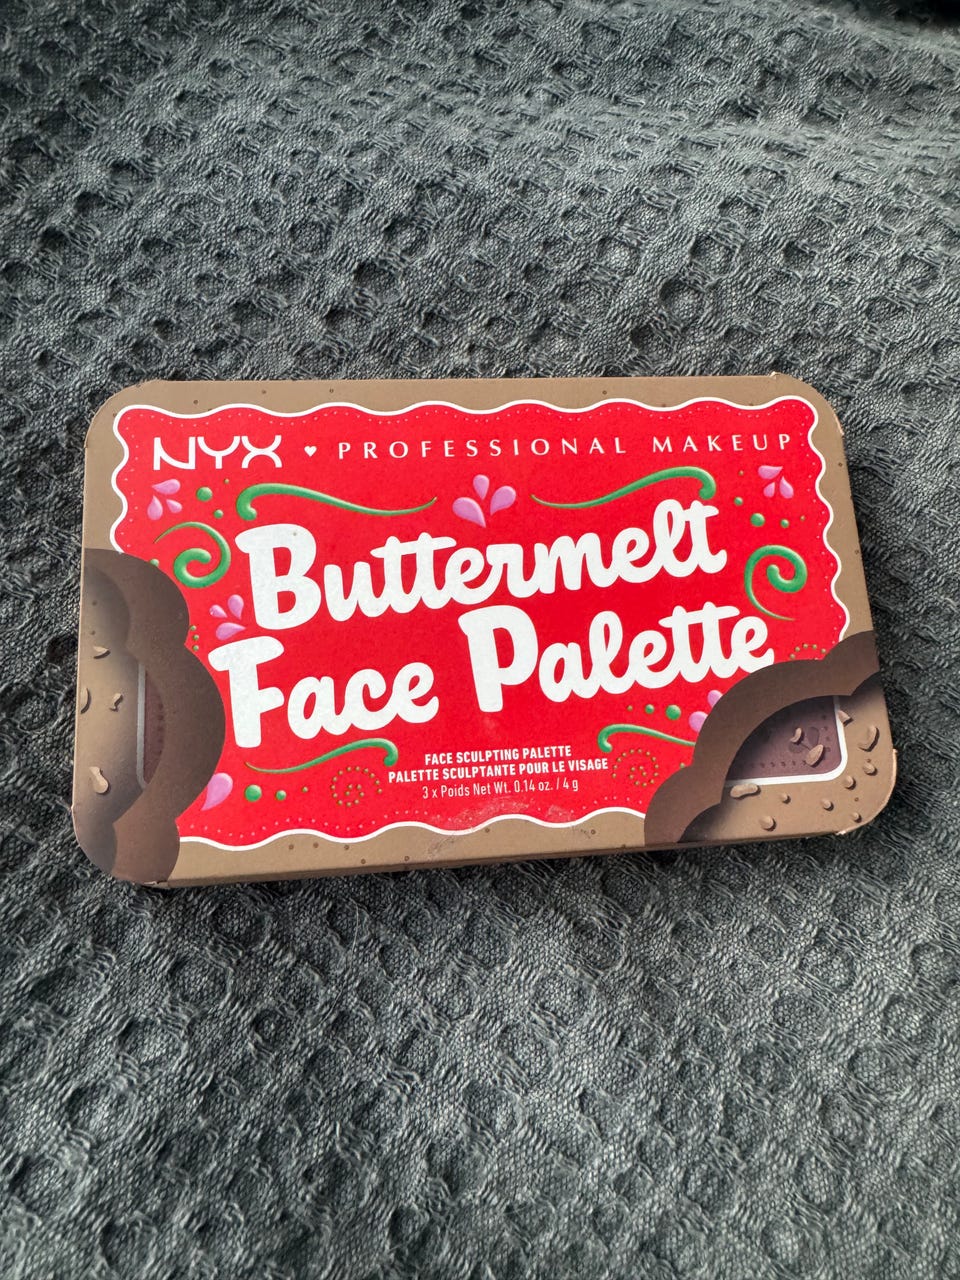 NYX ♥ PROFESSIONAL MAKEUP
Buttermelt
Face Palette
FACE SCULPTING PALETTE
PALETTE SCULPTANTE POUR LE VISAGE
3 x Poids Net Wt. 0.14 oz. / 4 g